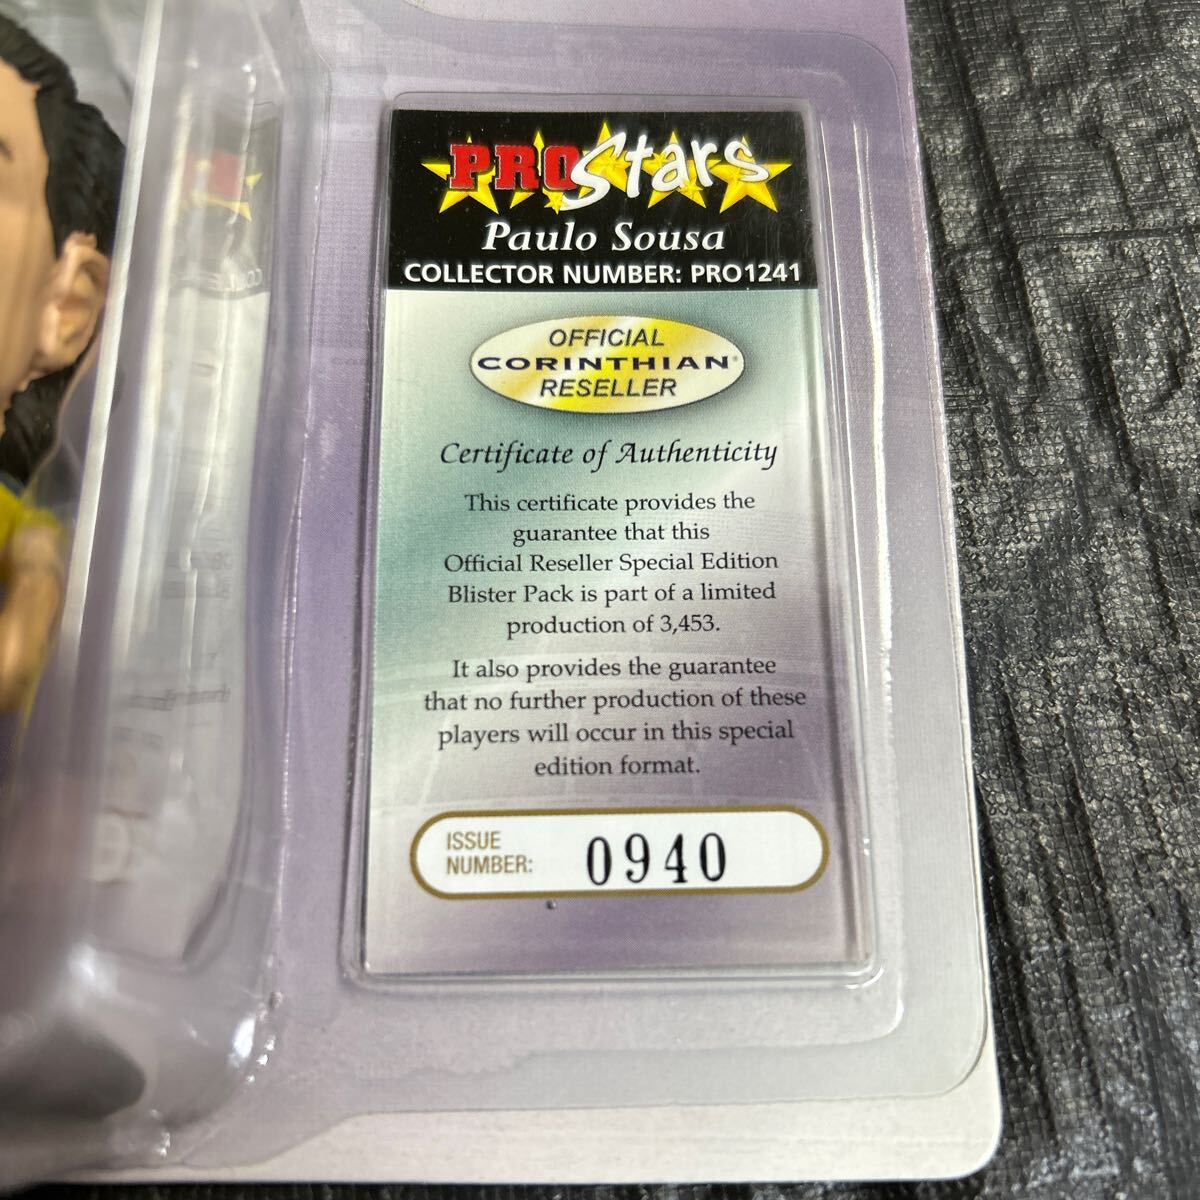 PROStars
Paulo Sousa
COLLECTOR NUMBER: PRO1241
OFFICIAL
CORINTHIAN®
RESELLER
Certificate of Authenticity
This certificate provides the
guarantee that this
Official Reseller Special Edition
Blister Pack is part of a limited
production of 3,453.
It also provides the guarantee
that no further production of these
players will occur in this special
edition format.
ISSUE
NUMBER:
0940